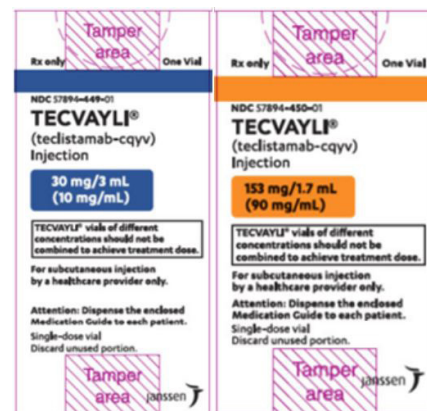 Tamper
area
Rx only
One Vial
NDC 57894-449-01
TECVAYLI®
(teclistamab-cqyv)
Injection
30 mg/3 mL
(10 mg/mL)
TECVAYLI® vials of different
concentrations should not be
combined to achieve treatment dose.
For subcutaneous injection
by a healthcare provider only.
Attention: Dispense the enclosed
Medication Guide to each patient.
Single-dose vial
Discard unused portion.
Tamper
area
janssen
Tamper
area
Rx only
One Vial
NDC 57894-450-01
TECVAYLI®
(teclistamab-cqyv)
Injection
153 mg/1.7 mL
(90 mg/mL)
TECVAYLI® vials of different
concentrations should not be
combined to achieve treatment dose.
For subcutaneous injection
by a healthcare provider only.
Attention: Dispense the enclosed
Medication Guide to each patient.
Single-dose vial
Discard unused portion.
Tamper
area
janssen